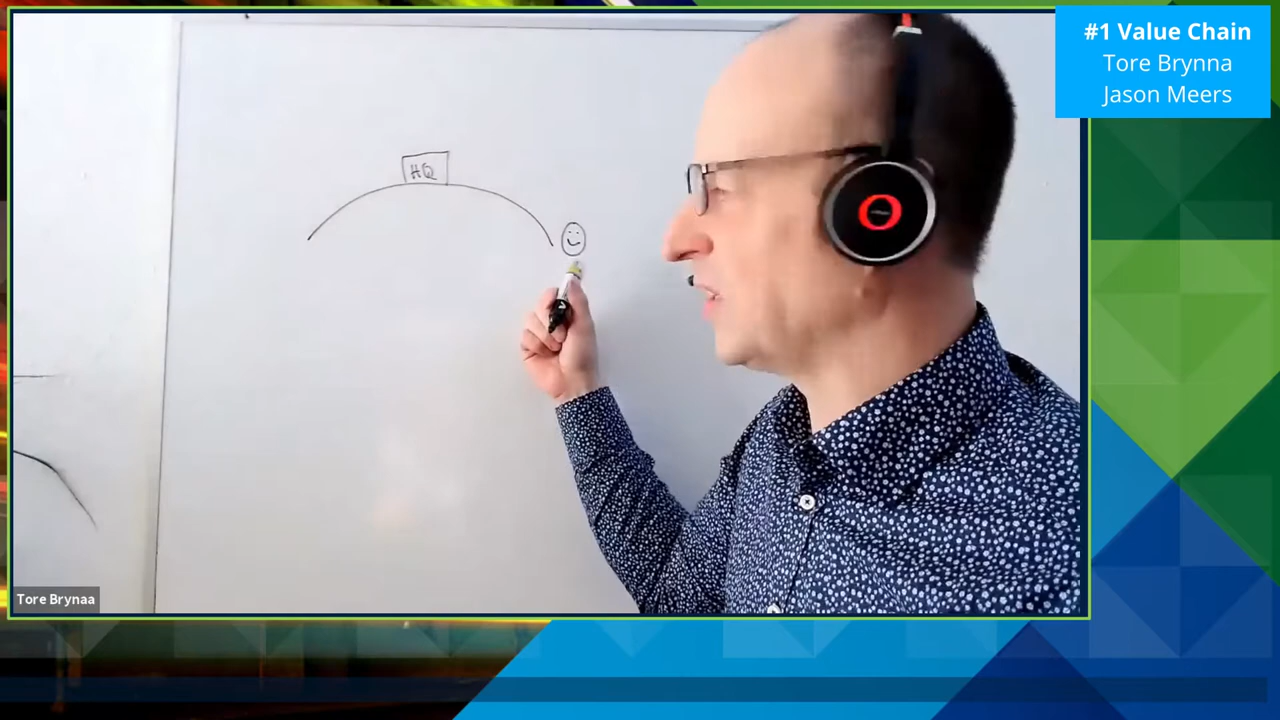 #1 Value Chain
Tore Brynna
Jason Meers
HQ
Tore Brynaa